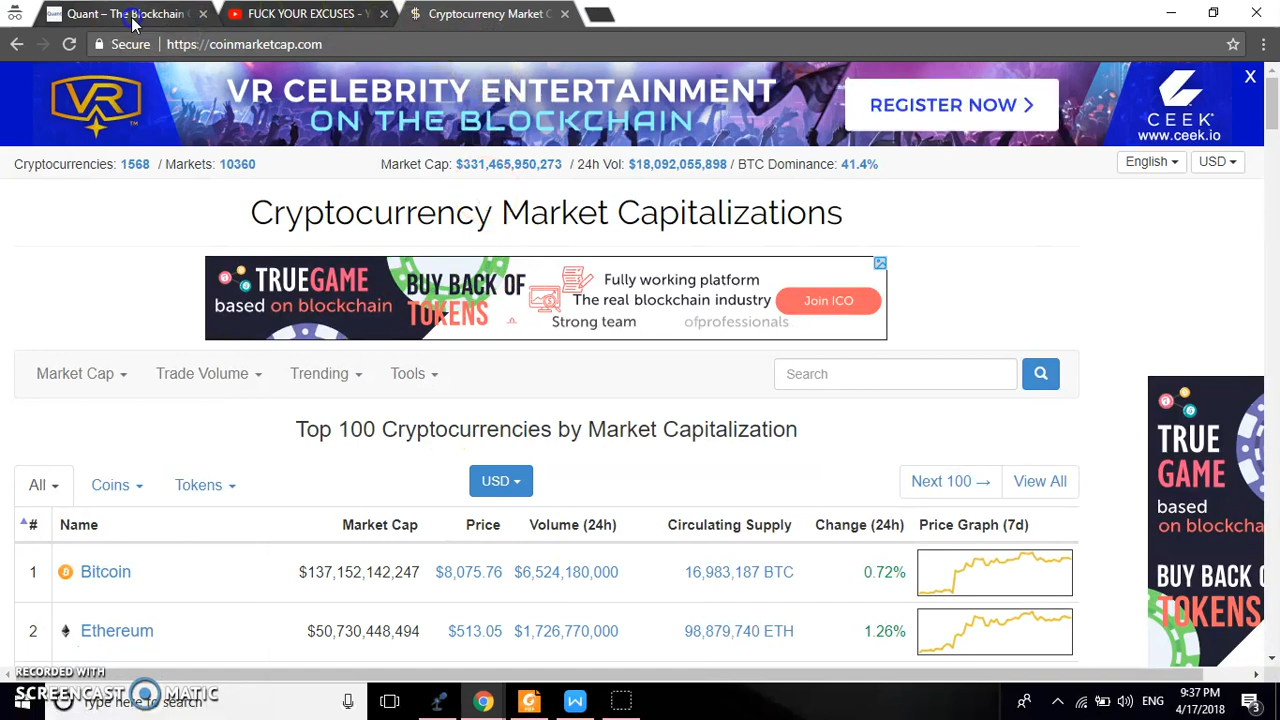 Quant – The Blockchain
FUCK YOUR EXCUSES - Y
Cryptocurrency Market C
Secure https://coinmarketcap.com
VR
VR CELEBRITY ENTERTAINMENT
ON THE BLOCKCHAIN
REGISTER NOW >
CEEK
www.ceek.io
X
Cryptocurrencies: 1568 / Markets: 10360
Market Cap: $331,465,950,273 / 24h Vol: $18,092,055,898 / BTC Dominance: 41.4%
English
USD
Cryptocurrency Market Capitalizations
TRUEGAME
based on blockchain
BUY BACK OF
TOKENS
Fully working platform
The real blockchain industry
Strong team ofprofessionals
Join ICO
Market Cap Trade Volume Trending Tools
Search
Top 100 Cryptocurrencies by Market Capitalization
All Coins Tokens
USD
Next 100 → View All
# Name Market Cap Price Volume (24h) Circulating Supply Change (24h) Price Graph (7d)
1 Bitcoin $137,152,142,247 $8,075.76 $6,524,180,000 16,983,187 BTC 0.72%
2 Ethereum $50,730,448,494 $513.05 $1,726,770,000 98,879,740 ETH 1.26%
TRUE
GAME
based
on blockcha
BUY BACK O
TOKENS
RECORDED WITH
SCREENCAST MATIC
Type here to search
ENG
9:37 PM
4/17/2018
3